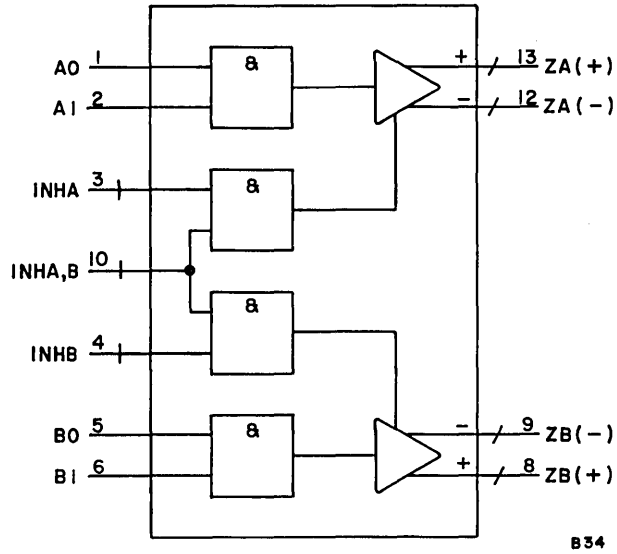 A0 1 & + 13 ZA(+)
A1 2 - 12 ZA(-)
INHA 3 &
INHA,B 10
&
INHB 4
B0 5 & - 9 ZB(-)
B1 6 + 8 ZB(+)
B34